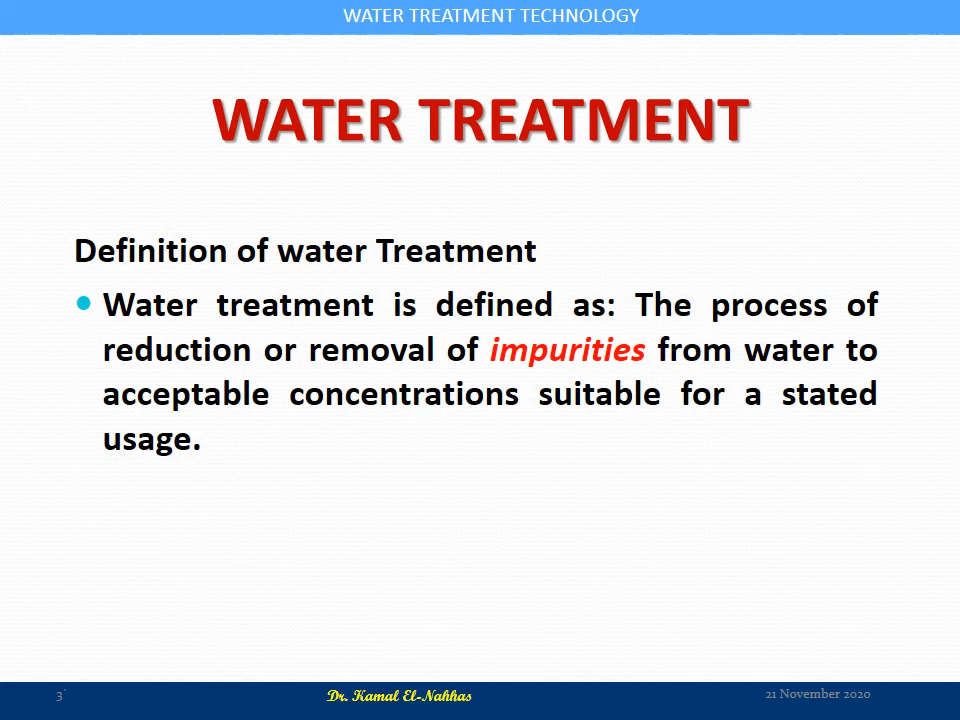 WATER TREATMENT TECHNOLOGY
WATER TREATMENT
Definition of water Treatment
• Water treatment is defined as: The process of
reduction or removal of impurities from water to
acceptable concentrations suitable for a stated
usage.
3`
Dr. Kamal El-Nahhas
21 November 2020